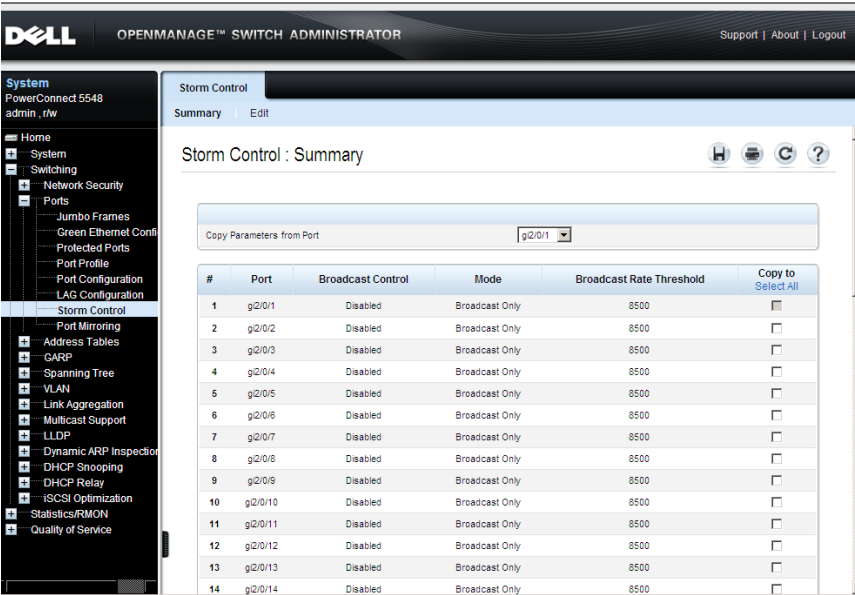 DELL
OPENMANAGE™ SWITCH ADMINISTRATOR
Support | About | Logout
System
PowerConnect 5548
admin , r/w
Home
System
Switching
Network Security
Ports
Jumbo Frames
Green Ethernet Confi
Protected Ports
Port Profile
Port Configuration
LAG Configuration
Storm Control
Port Mirroring
Address Tables
GARP
Spanning Tree
VLAN
Link Aggregation
Multicast Support
LLDP
Dynamic ARP Inspection
DHCP Snooping
DHCP Relay
iSCSI Optimization
Statistics/RMON
Quality of Service
Storm Control
Summary Edit
Storm Control : Summary
Copy Parameters from Port gi2/0/1
# Port Broadcast Control Mode Broadcast Rate Threshold Copy to
Select All
1 gi2/0/1 Disabled Broadcast Only 8500
2 gi2/0/2 Disabled Broadcast Only 8500
3 gi2/0/3 Disabled Broadcast Only 8500
4 gi2/0/4 Disabled Broadcast Only 8500
5 gi2/0/5 Disabled Broadcast Only 8500
6 gi2/0/6 Disabled Broadcast Only 8500
7 gi2/0/7 Disabled Broadcast Only 8500
8 gi2/0/8 Disabled Broadcast Only 8500
9 gi2/0/9 Disabled Broadcast Only 8500
10 gi2/0/10 Disabled Broadcast Only 8500
11 gi2/0/11 Disabled Broadcast Only 8500
12 gi2/0/12 Disabled Broadcast Only 8500
13 gi2/0/13 Disabled Broadcast Only 8500
14 gi2/0/14 Disabled Broadcast Only 8500